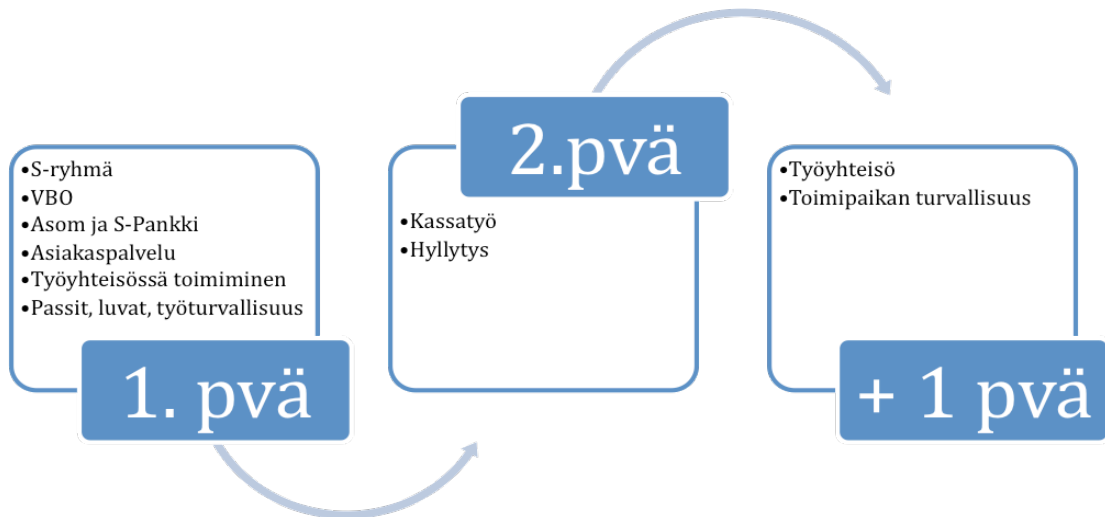 •S-ryhmä
•VBO
•Asom ja S-Pankki
•Asiakaspalvelu
•Työyhteisössä toimiminen
•Passit, luvat, työturvallisuus
1. pvä
2.pvä
•Kassatyö
•Hyllytys
•Työyhteisö
•Toimipaikan turvallisuus
+ 1 pvä